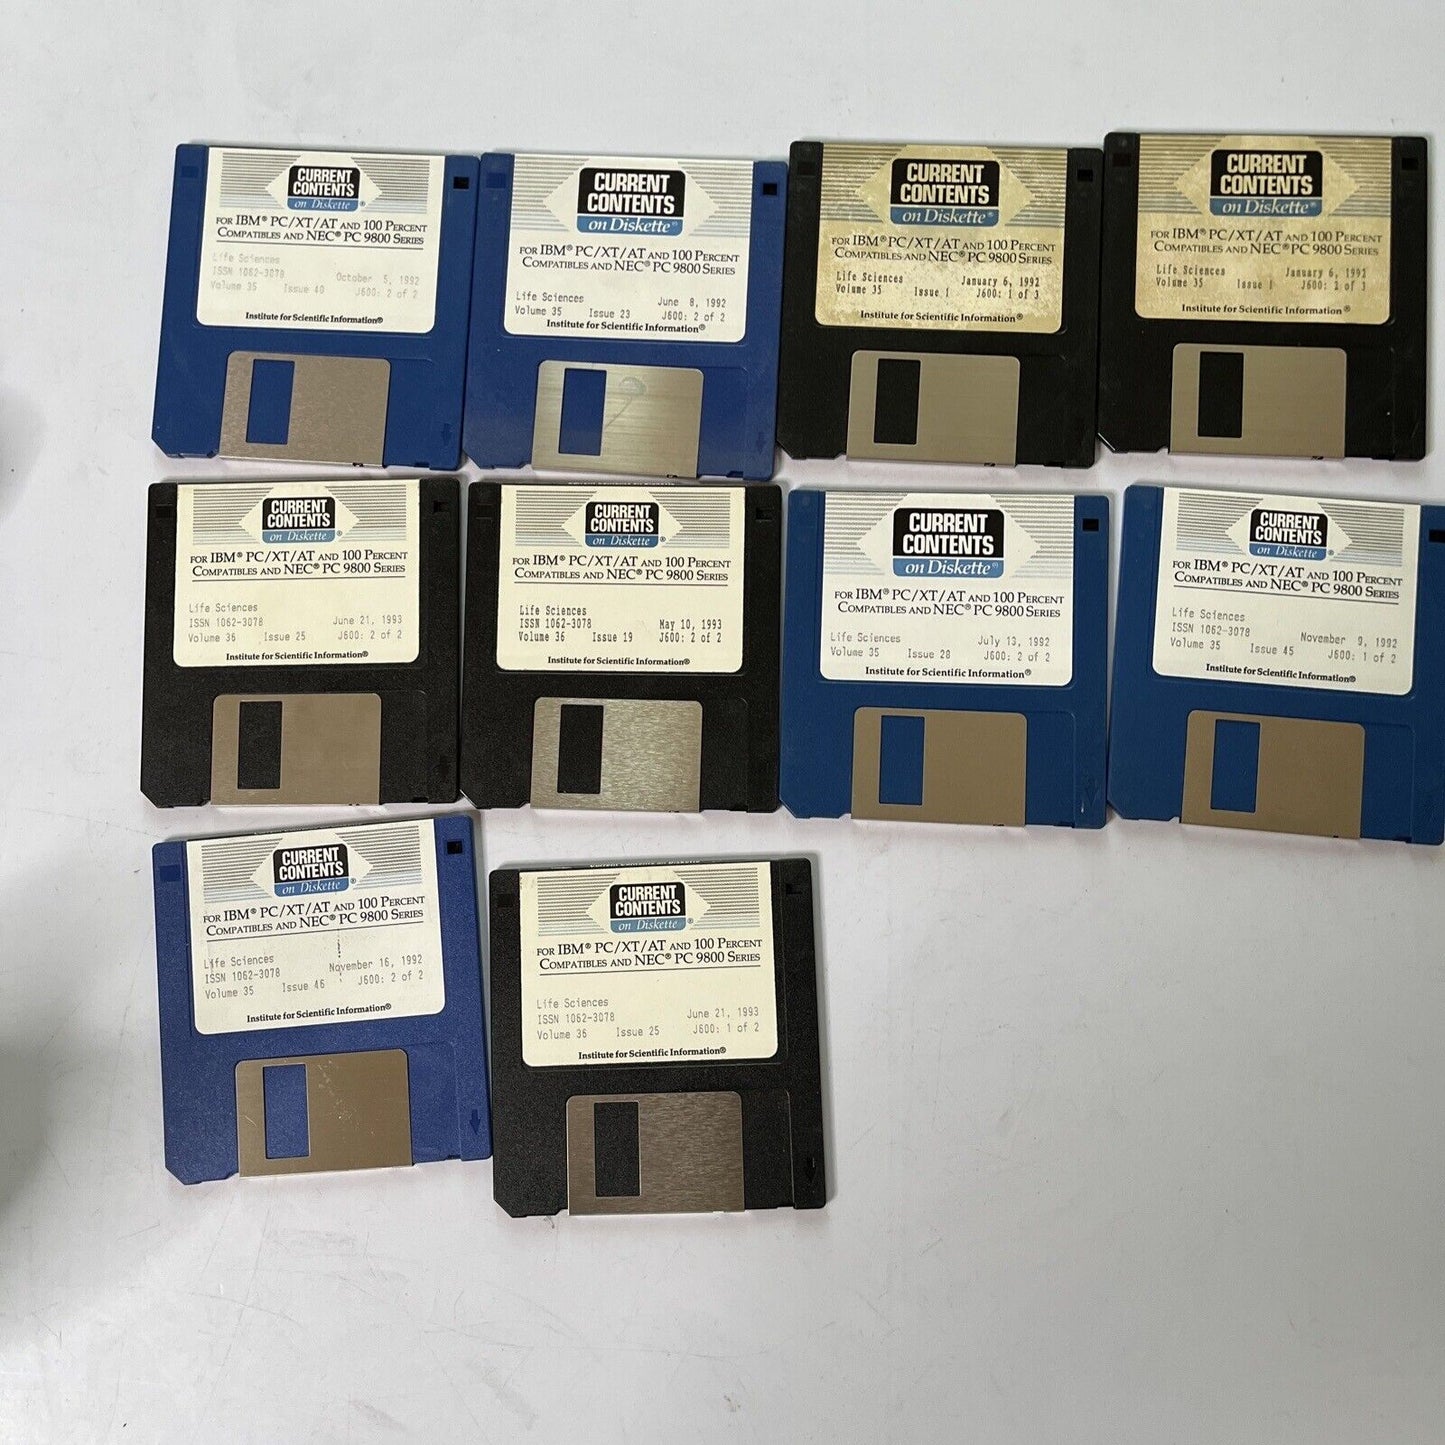 CURRENT
CONTENTS
on Diskette
FOR IBM® PC/XT/AT AND 100 PERCENT
COMPATIBLES AND NEC® PC 9800 SERIES
Life Sciences
ISSN 1062-3078 October 5, 1992
Volume 35 Issue 40 J600: 2 of 2
Institute for Scientific Information®
CURRENT
CONTENTS
on Diskette®
FOR IBM® PC/XT/AT AND 100 PERCENT
COMPATIBLES AND NEC® PC 9800 SERIES
Life Sciences June 8, 1992
Volume 35 Issue 23 J600: 2 of 2
Institute for Scientific Information®
CURRENT
CONTENTS
on Diskette®
FOR IBM® PC/XT/AT AND 100 PERCENT
COMPATIBLES AND NEC® PC 9800 SERIES
Life Sciences January 6, 1992
Volume 35 Issue 1 J600: 1 of 3
Institute for Scientific Information®
CURRENT
CONTENTS
on Diskette®
FOR IBM® PC/XT/AT AND 100 PERCENT
COMPATIBLES AND NEC® PC 9800 SERIES
Life Sciences January 6, 1992
Volume 35 Issue 1 J600: 2 of 3
Institute for Scientific Information®
CURRENT
CONTENTS
on Diskette®
FOR IBM® PC/XT/AT AND 100 PERCENT
COMPATIBLES AND NEC® PC 9800 SERIES
Life Sciences
ISSN 1062-3078 June 21, 1993
Volume 36 Issue 25 J600: 2 of 2
Institute for Scientific Information®
CURRENT
CONTENTS
on Diskette®
FOR IBM® PC/XT/AT AND 100 PERCENT
COMPATIBLES AND NEC® PC 9800 SERIES
Life Sciences
ISSN 1062-3078 May 10, 1993
Volume 36 Issue 19 J600: 2 of 2
Institute for Scientific Information®
CURRENT
CONTENTS
on Diskette®
FOR IBM® PC/XT/AT AND 100 PERCENT
COMPATIBLES AND NEC® PC 9800 SERIES
Life Sciences July 13, 1992
Volume 35 Issue 28 J600: 2 of 2
Institute for Scientific Information®
CURRENT
CONTENTS
on Diskette®
FOR IBM® PC/XT/AT AND 100 PERCENT
COMPATIBLES AND NEC® PC 9800 SERIES
Life Sciences
ISSN 1062-3078 November 9, 1992
Volume 35 Issue 45 J600: 1 of 2
Institute for Scientific Information®
CURRENT
CONTENTS
on Diskette®
FOR IBM® PC/XT/AT AND 100 PERCENT
COMPATIBLES AND NEC® PC 9800 SERIES
Life Sciences
ISSN 1062-3078 November 16, 1992
Volume 35 Issue 46 J600: 2 of 2
Institute for Scientific Information®
Current Contents on Diskette
CURRENT
CONTENTS
on Diskette®
FOR IBM® PC/XT/AT AND 100 PERCENT
COMPATIBLES AND NEC® PC 9800 SERIES
Life Sciences
ISSN 1062-3078 June 21, 1993
Volume 36 Issue 25 J600: 1 of 2
Institute for Scientific Information®